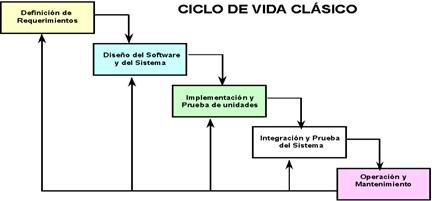 CICLO DE VIDA CLÁSICO
Definición de
Requerimientos
Diseño del Software
y del Sistema
Implementación y
Prueba de unidades
Integración y Prueba
del Sistema
Operación y
Mantenimiento